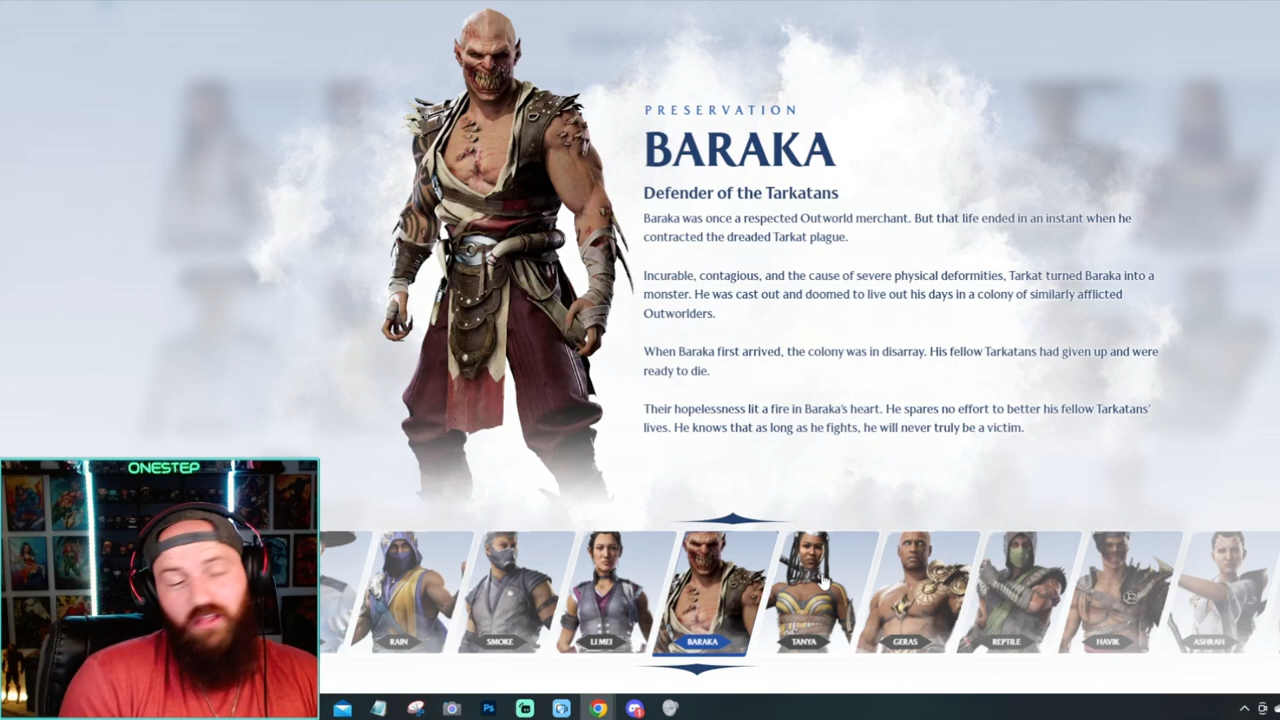 PRESERVATION
BARAKA
Defender of the Tarkatans
Baraka was once a respected Outworld merchant. But that life ended in an instant when he
contracted the dreaded Tarkat plague.
Incurable, contagious, and the cause of severe physical deformities, Tarkat turned Baraka into a
monster. He was cast out and doomed to live out his days in a colony of similarly afflicted
Outworlders.
When Baraka first arrived, the colony was in disarray. His fellow Tarkatans had given up and were
ready to die.
Their hopelessness lit a fire in Baraka's heart. He spares no effort to better his fellow Tarkatans'
lives. He knows that as long as he fights, he will never truly be a victim.
ONESTEP
RAIN
SMOKE
LI MEI
BARAKA
TANYA
GERAS
REPTILE
HAVIK
ASHRAH
Ps